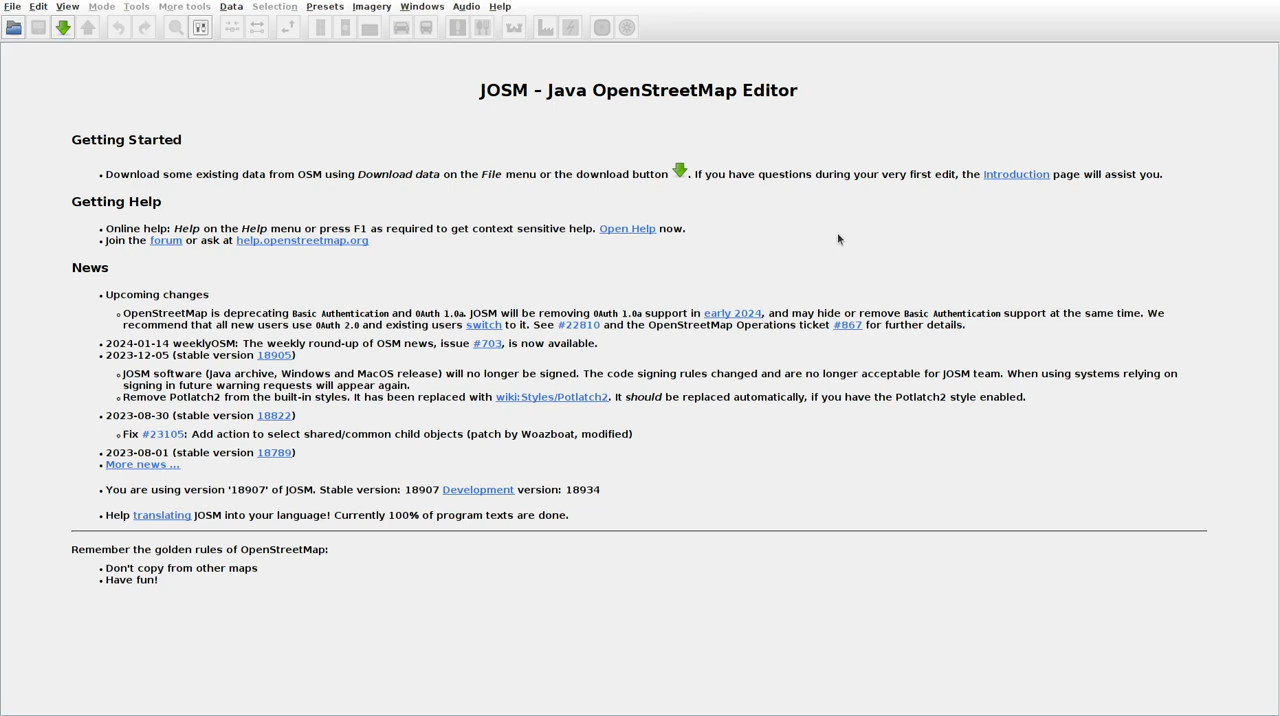 File Edit View Mode Tools More tools Data Selection Presets Imagery Windows Audio Help
JOSM – Java OpenStreetMap Editor
Getting Started
Download some existing data from OSM using Download data on the File menu or the download button . If you have questions during your very first edit, the Introduction page will assist you.
Getting Help
Online help: Help on the Help menu or press F1 as required to get context sensitive help. Open Help now.
Join the forum or ask at help.openstreetmap.org
News
Upcoming changes
OpenStreetMap is deprecating Basic Authentication and OAuth 1.0a. JOSM will be removing OAuth 1.0a support in early 2024, and may hide or remove Basic Authentication support at the same time. We
recommend that all new users use OAuth 2.0 and existing users switch to it. See #22810 and the OpenStreetMap Operations ticket #867 for further details.
2024-01-14 weeklyOSM: The weekly round-up of OSM news, issue #703, is now available.
2023-12-05 (stable version 18905)
JOSM software (Java archive, Windows and MacOS release) will no longer be signed. The code signing rules changed and are no longer acceptable for JOSM team. When using systems relying on
signing in future warning requests will appear again.
Remove Potlatch2 from the built-in styles. It has been replaced with wiki:Styles/Potlatch2. It should be replaced automatically, if you have the Potlatch2 style enabled.
2023-08-30 (stable version 18822)
Fix #23105: Add action to select shared/common child objects (patch by Woazboat, modified)
2023-08-01 (stable version 18789)
More news ...
You are using version '18907' of JOSM. Stable version: 18907 Development version: 18934
Help translating JOSM into your language! Currently 100% of program texts are done.
Remember the golden rules of OpenStreetMap:
Don't copy from other maps
Have fun!